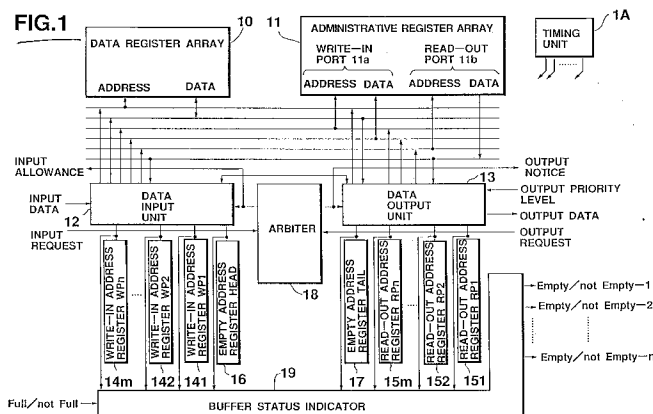 FIG.1
10
DATA REGISTER ARRAY
ADDRESS DATA
11
ADMINISTRATIVE REGISTER ARRAY
WRITE-IN PORT 11a
READ-OUT PORT 11b
ADDRESS DATA ADDRESS DATA
1A
TIMING UNIT
INPUT ALLOWANCE
INPUT DATA
12
INPUT REQUEST
DATA INPUT UNIT
ARBITER
18
DATA OUTPUT UNIT
13
OUTPUT NOTICE
OUTPUT PRIORITY LEVEL
OUTPUT DATA
OUTPUT REQUEST
WRITE-IN ADDRESS REGISTER WPn
WRITE-IN ADDRESS REGISTER WP2
WRITE-IN ADDRESS REGISTER WP1
EMPTY ADDRESS REGISTER HEAD
EMPTY ADDRESS REGISTER TAIL
READ-OUT ADDRESS REGISTER RPn
READ-OUT ADDRESS REGISTER RP2
READ-OUT ADDRESS REGISTER RP1
14m 142 141 16 19 17 15m 152 151
Empty/not Empty-1
Empty/not Empty-2
Empty/not Empty-n
Full/not Full
BUFFER STATUS INDICATOR